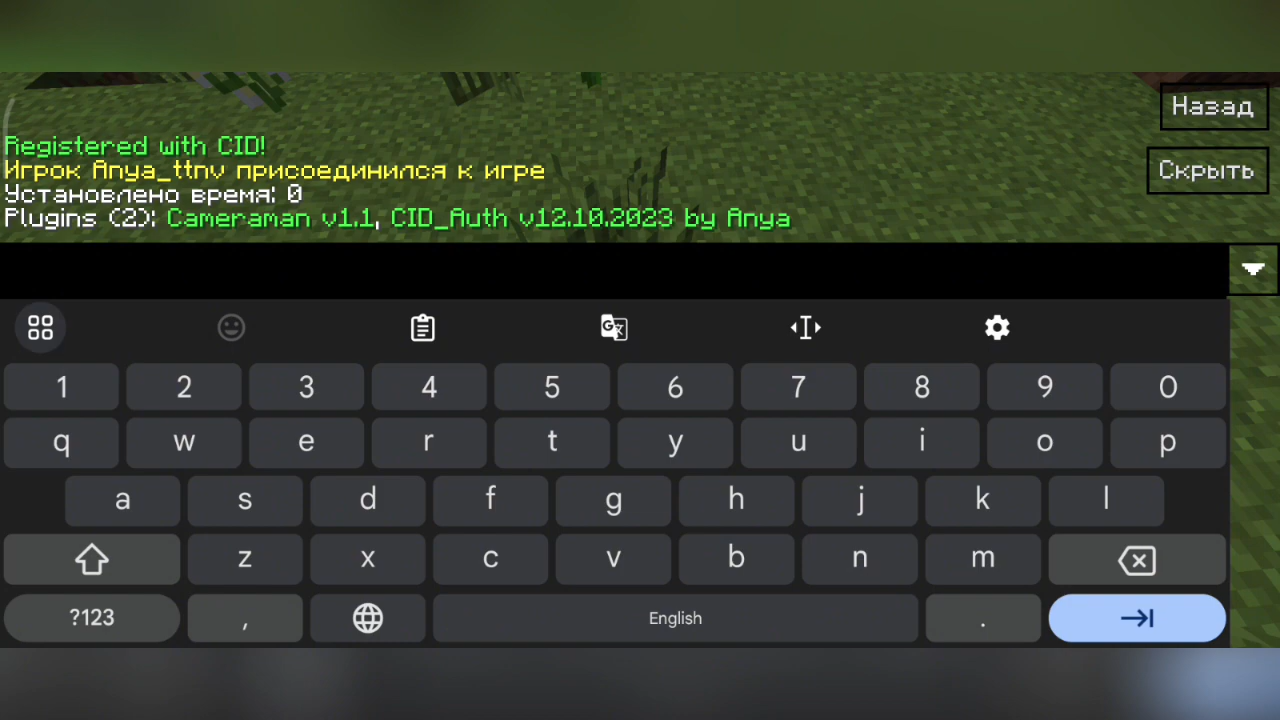 Назад
Registered with CID!
Игрок Anya_ttnv присоединился к игре
Скрыть
Установлено время: 0
Plugins (2): Cameraman v1.1, CID_Auth v12.10.2023 by Anya
1 2 3 4 5 6 7 8 9 0
q w e r t y u i o p
a s d f g h j k l
z x c v b n m
?123 , English .